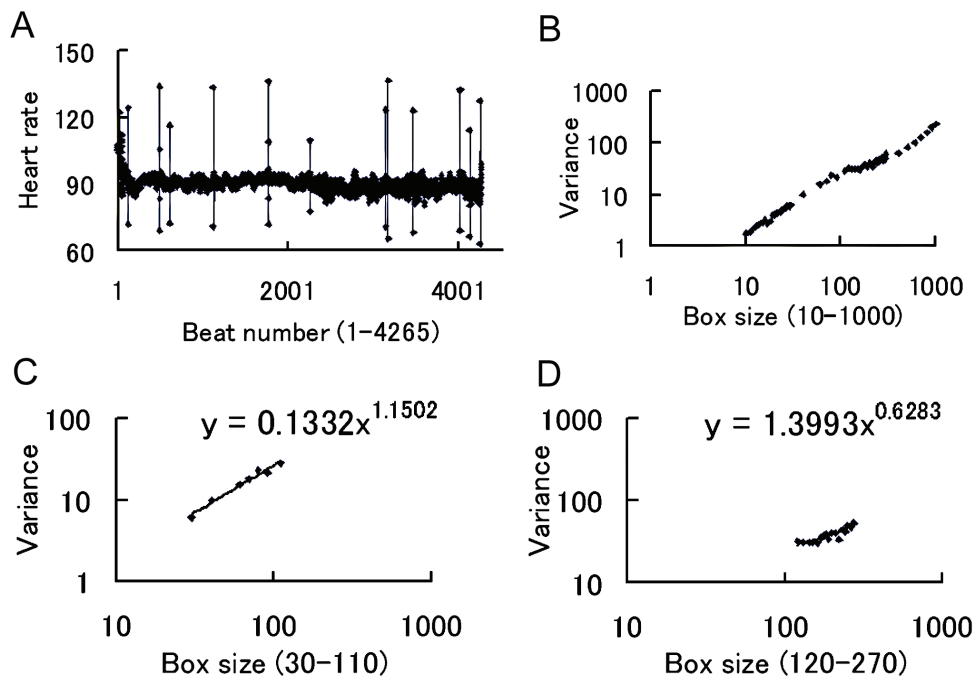 A
150
120
90
60
Heart rate
1
2001
4001
Beat number (1-4265)
B
1000
100
10
1
Variance
1
10
100
1000
Box size (10-1000)
C
100
10
1
Variance
y = 0.1332x^1.1502
10
100
1000
Box size (30-110)
D
1000
100
10
Variance
y = 1.3993x^0.6283
10
100
1000
Box size (120-270)